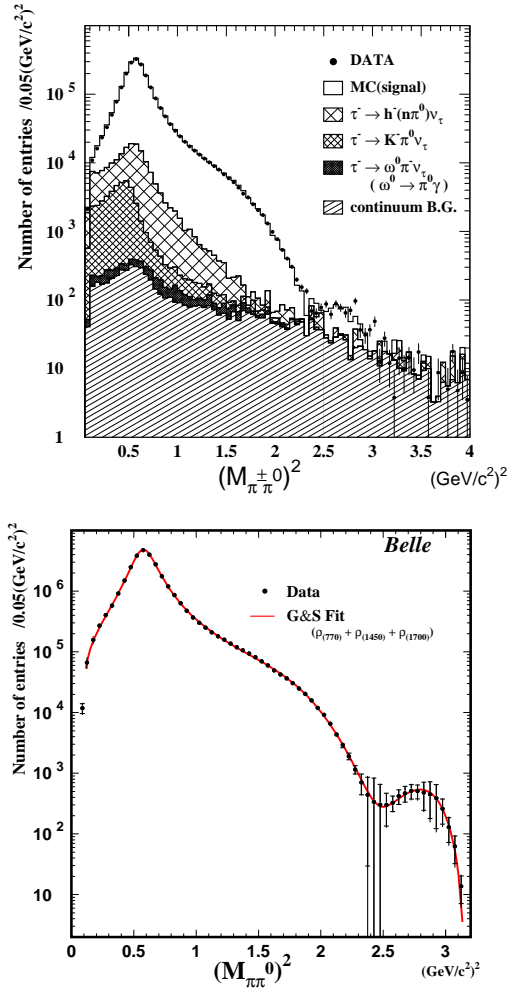 Number of entries /0.05(GeV/c²)²
10⁵
10⁴
10³
10²
10
1
DATA
MC(signal)
τ⁻→ h⁻(nπ⁰)ν_τ
τ⁻→ K⁻π⁰ν_τ
τ⁻→ ω⁰π⁻ν_τ
( ω⁰ → π⁰γ )
continuum B.G.
0.5 1 1.5 2 2.5 3 3.5 4
(M_π±π⁰)²
(GeV/c²)²
Number of entries /0.05(GeV/c²)²
10⁶
10⁵
10⁴
10³
10²
10
Belle
Data
G&S Fit
(ρ(770) + ρ(1450) + ρ(1700))
0 0.5 1 1.5 2 2.5 3
(M_ππ⁰)²
(GeV/c²)²